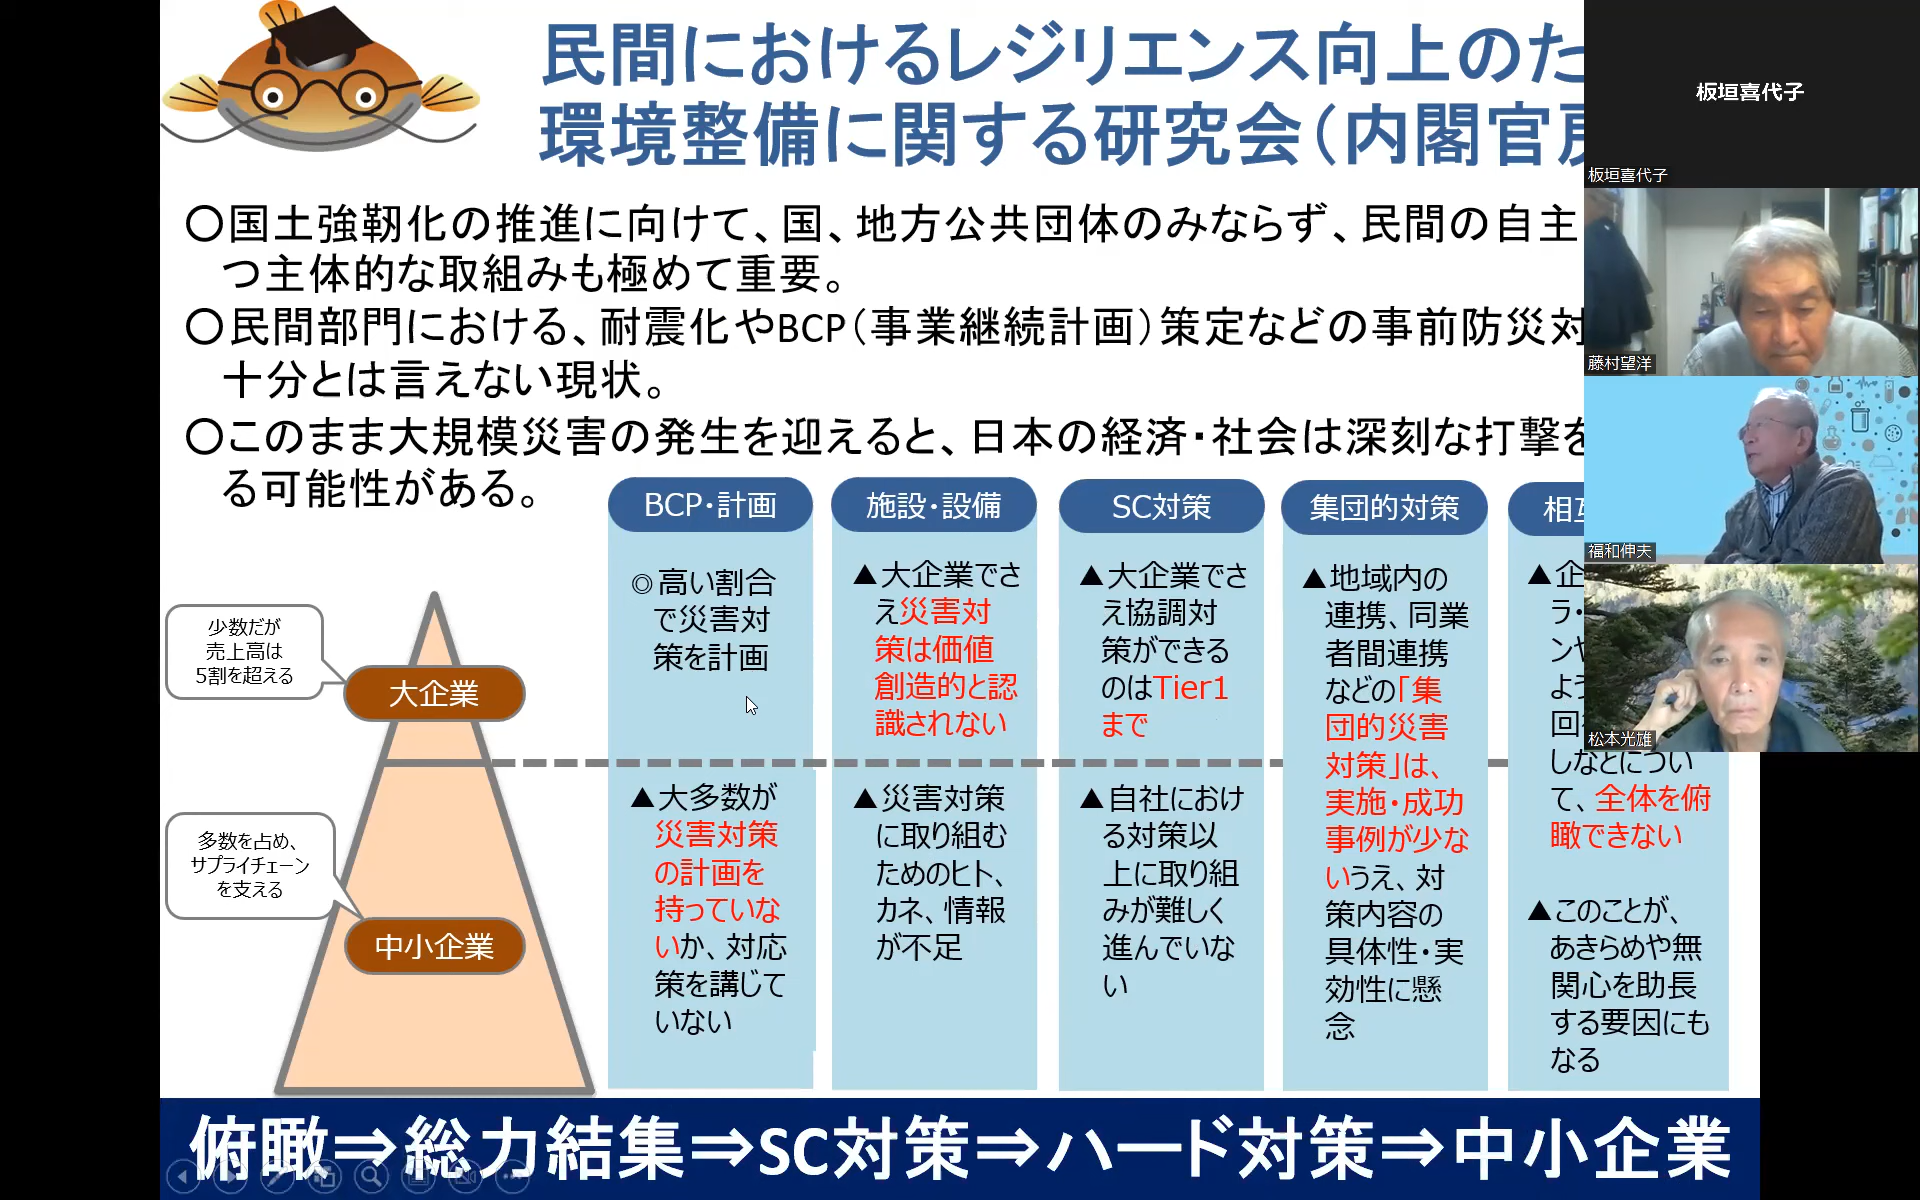 民間におけるレジリエンス向上のた
環境整備に関する研究会（内閣官房
〇国土強靭化の推進に向けて、国、地方公共団体のみならず、民間の自主
つ主体的な取組みも極めて重要。
〇民間部門における、耐震化やBCP（事業継続計画）策定などの事前防災対
十分とは言えない現状。
〇このまま大規模災害の発生を迎えると、日本の経済・社会は深刻な打撃を
る可能性がある。
少数だが
売上高は
5割を超える
大企業
多数を占め、
サプライチェーン
を支える
中小企業
BCP・計画
◎高い割合
で災害対
策を計画
▲大多数が
災害対策
の計画を
持っていな
いか、対応
策を講じて
いない
施設・設備
▲大企業でさ
え災害対
策は価値
創造的と認
識されない
▲災害対策
に取り組む
ためのヒト、
カネ、情報
が不足
SC対策
▲大企業でさ
え協調対
策ができる
のはTier1
まで
▲自社におけ
る対策以
上に取り組
みが難しく
進んでいな
い
集団的対策
▲地域内の
連携、同業
者間連携
などの「集
団的災害
対策」は、
実施・成功
事例が少な
いうえ、対
策内容の
具体性・実
効性に懸
念
相互
▲企
ラ・
ンや
よう
回
しなどについ
て、全体を俯
瞰できない
▲このことが、
あきらめや無
関心を助長
する要因にも
なる
俯瞰⇒総力結集⇒SC対策⇒ハード対策⇒中小企業
板垣喜代子
板垣喜代子
藤村望洋
福和伸夫
松本光雄